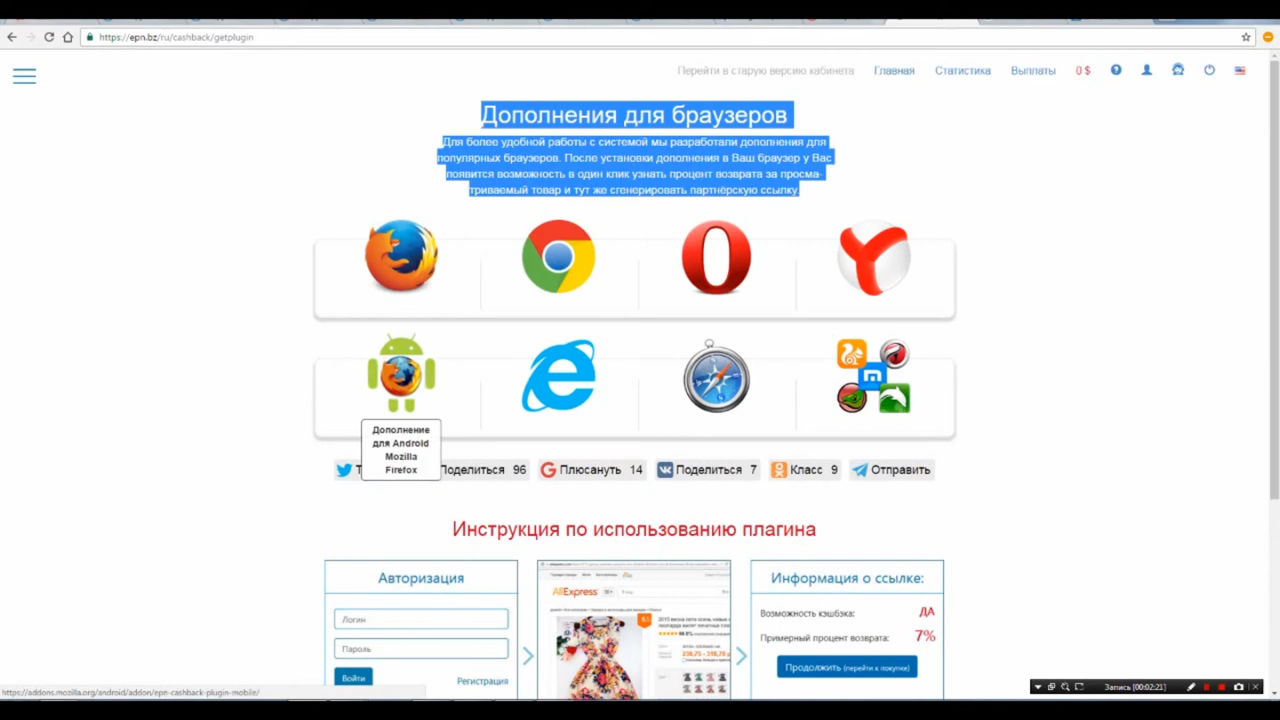 https://epn.bz/ru/cashback/getplugin
Перейти в старую версию кабинета Главная Статистика Выплаты 0 $
Дополнения для браузеров
Для более удобной работы с системой мы разработали дополнения для
популярных браузеров. После установки дополнения в Ваш браузер у Вас
появится возможность в один клик узнать процент возврата за просма-
триваемый товар и тут же сгенерировать партнёрскую ссылку.
Дополнение
для Android
Mozilla
Firefox
Т
Поделиться 96
Плюсануть 14
Поделиться 7
Класс 9
Отправить
Инструкция по использованию плагина
Авторизация
Логин
Пароль
Войти
Регистрация
AliExpress
Информация о ссылке:
Возможность кэшбэка: ДА
Примерный процент возврата: 7%
Продолжить (перейти к покупке)
https://addons.mozilla.org/android/addon/epn-cashback-plugin-mobile/
Запись [00:02:21]